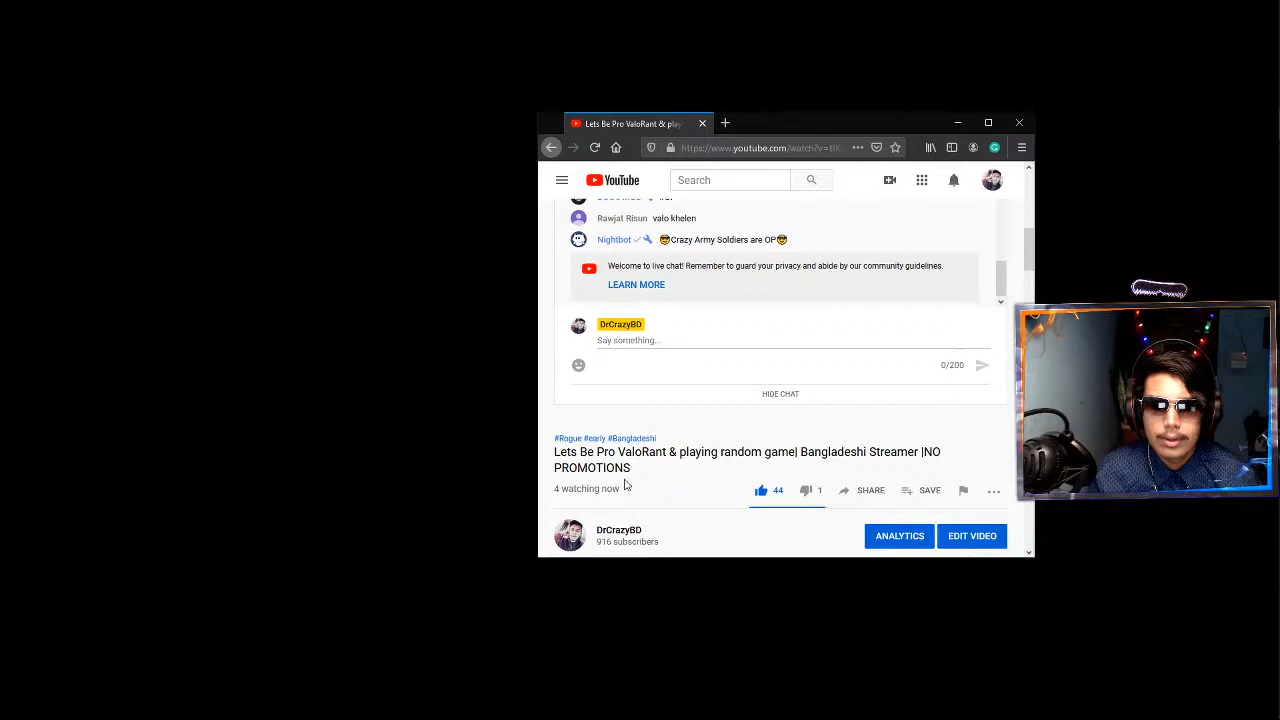 Lets Be Pro ValoRant & play
https://www.youtube.com/watch?v=
YouTube
Search
Rawjat Risun valo khelen
Nightbot 😎Crazy Army Soldiers are OP😎
Welcome to live chat! Remember to guard your privacy and abide by our community guidelines.
LEARN MORE
DrCrazyBD
Say something...
0/200
HIDE CHAT
#Rogue #early #Bangladeshi
Lets Be Pro ValoRant & playing random game| Bangladeshi Streamer |NO
PROMOTIONS
4 watching now
44 1 SHARE SAVE
DrCrazyBD
916 subscribers
ANALYTICS EDIT VIDEO